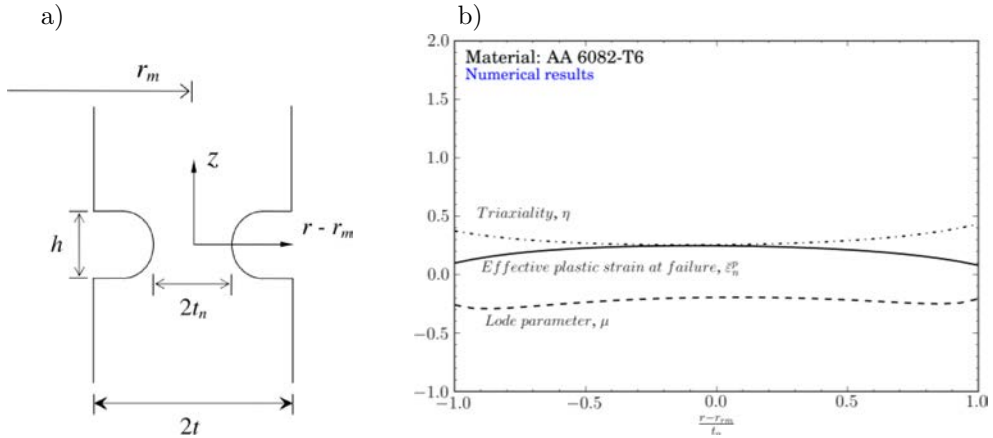 a)
r_m
z
h
r - r_m
2t_n
2t
b)
2.0
Material: AA 6082-T6
Numerical results
1.5
1.0
0.5
Triaxiality, η
0.0
Effective plastic strain at failure, ε̄ᵖₙ
Lode parameter, μ
−0.5
−1.0
−1.0 −0.5 0.0 0.5 1.0
r−r_rm
t_n